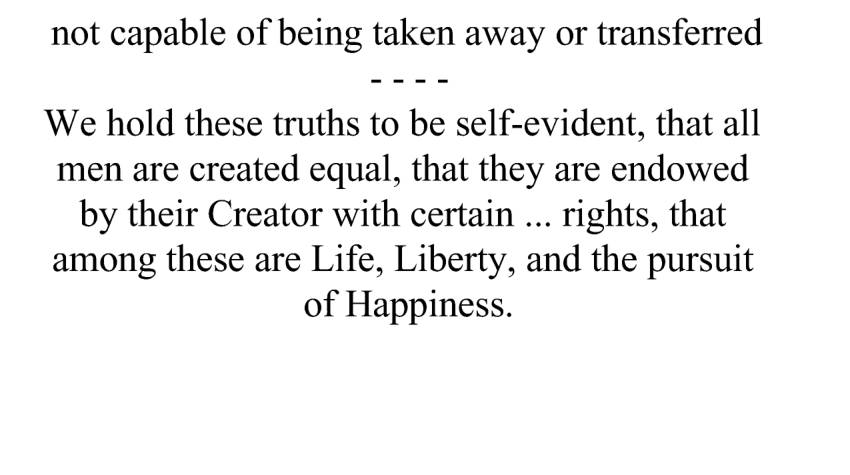 not capable of being taken away or transferred
- - - -
We hold these truths to be self-evident, that all
men are created equal, that they are endowed
by their Creator with certain ... rights, that
among these are Life, Liberty, and the pursuit
of Happiness.